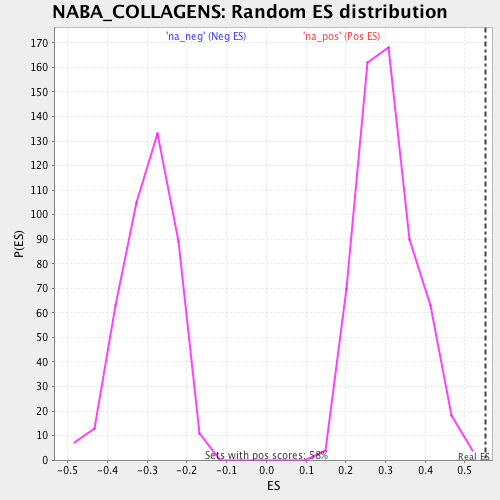 NABA_COLLAGENS: Random ES distribution
'na_neg' (Neg ES) 'na_pos' (Pos ES)
P(ES)
170
160
150
140
130
120
110
100
90
80
70
60
50
40
30
20
10
0
Sets with pos scores: 58%
Real ES
-0.5 -0.4 -0.3 -0.2 -0.1 0.0 0.1 0.2 0.3 0.4 0.5
ES